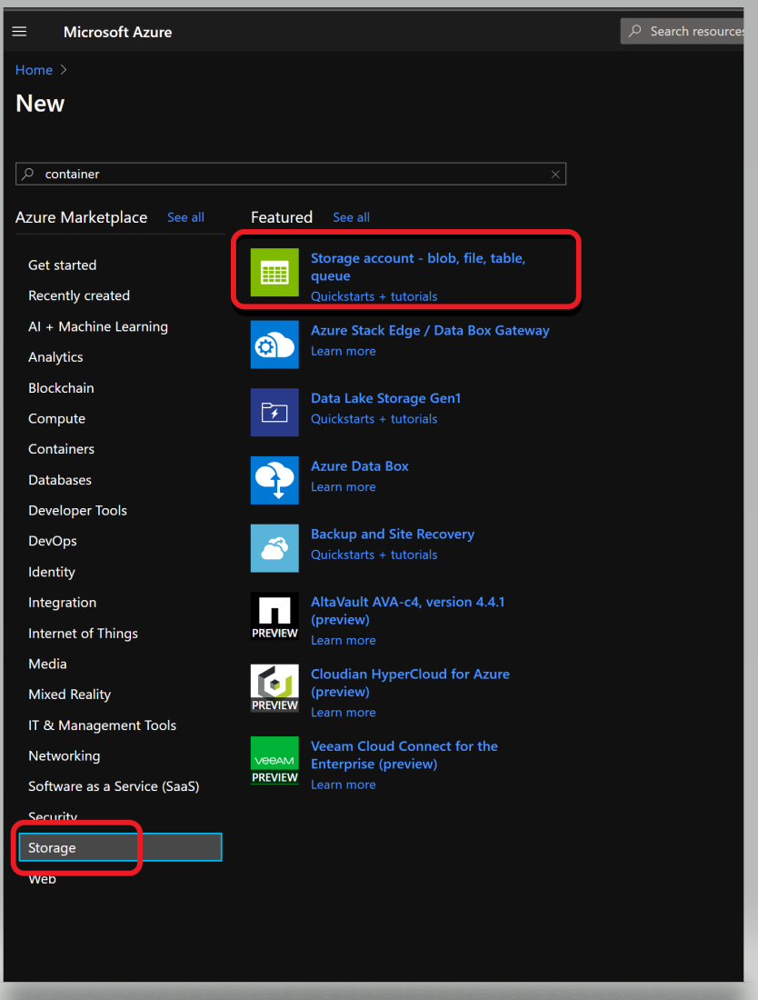 Microsoft Azure
Search resources
Home >
New
container
Azure Marketplace See all
Get started
Recently created
AI + Machine Learning
Analytics
Blockchain
Compute
Containers
Databases
Developer Tools
DevOps
Identity
Integration
Internet of Things
Media
Mixed Reality
IT & Management Tools
Networking
Software as a Service (SaaS)
Security
Storage
Web
Featured See all
Storage account - blob, file, table,
queue
Quickstarts + tutorials
Azure Stack Edge / Data Box Gateway
Learn more
Data Lake Storage Gen1
Quickstarts + tutorials
Azure Data Box
Learn more
Backup and Site Recovery
Quickstarts + tutorials
PREVIEW
AltaVault AVA-c4, version 4.4.1
(preview)
Learn more
PREVIEW
Cloudian HyperCloud for Azure
(preview)
Learn more
veeAM
PREVIEW
Veeam Cloud Connect for the
Enterprise (preview)
Learn more